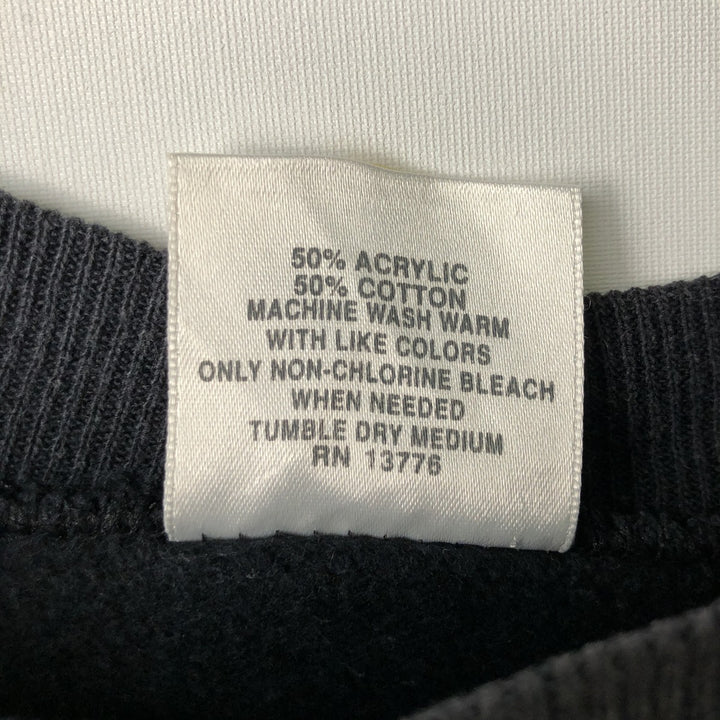 50% ACRYLIC
50% COTTON
MACHINE WASH WARM
WITH LIKE COLORS
ONLY NON-CHLORINE BLEACH
WHEN NEEDED
TUMBLE DRY MEDIUM
RN 13776